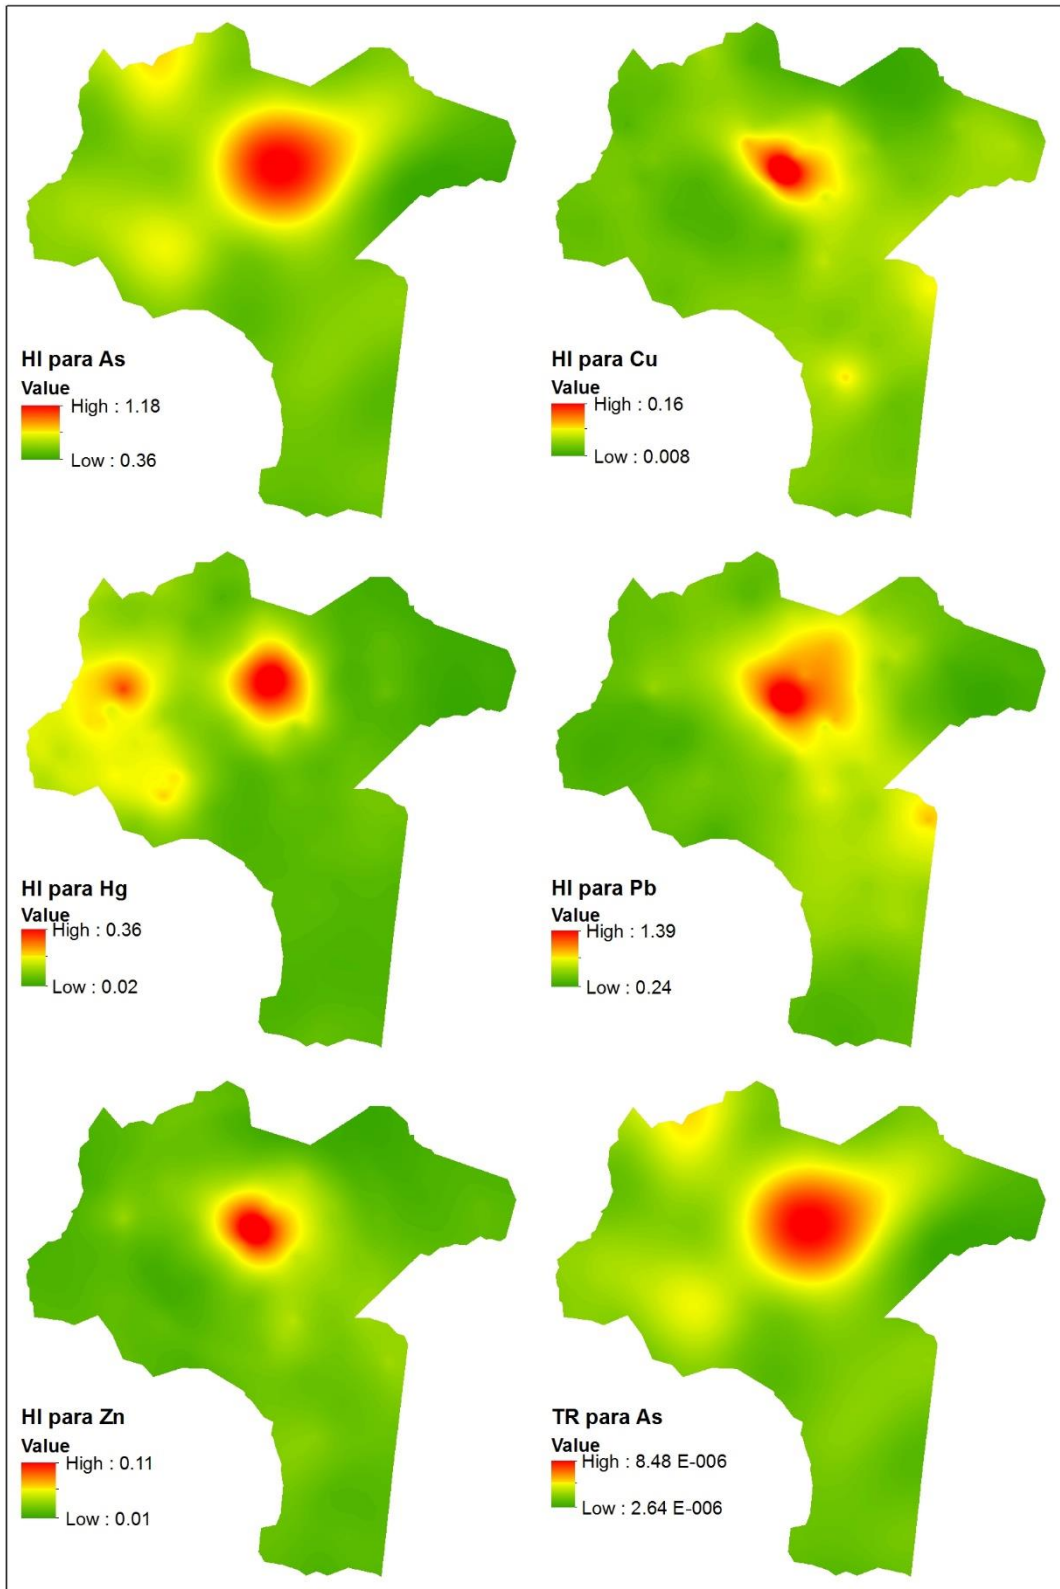 HI para As
Value
High : 1.18
Low : 0.36
HI para Cu
Value
High : 0.16
Low : 0.008
HI para Hg
Value
High : 0.36
Low : 0.02
HI para Pb
Value
High : 1.39
Low : 0.24
HI para Zn
Value
High : 0.11
Low : 0.01
TR para As
Value
High : 8.48 E-006
Low : 2.64 E-006